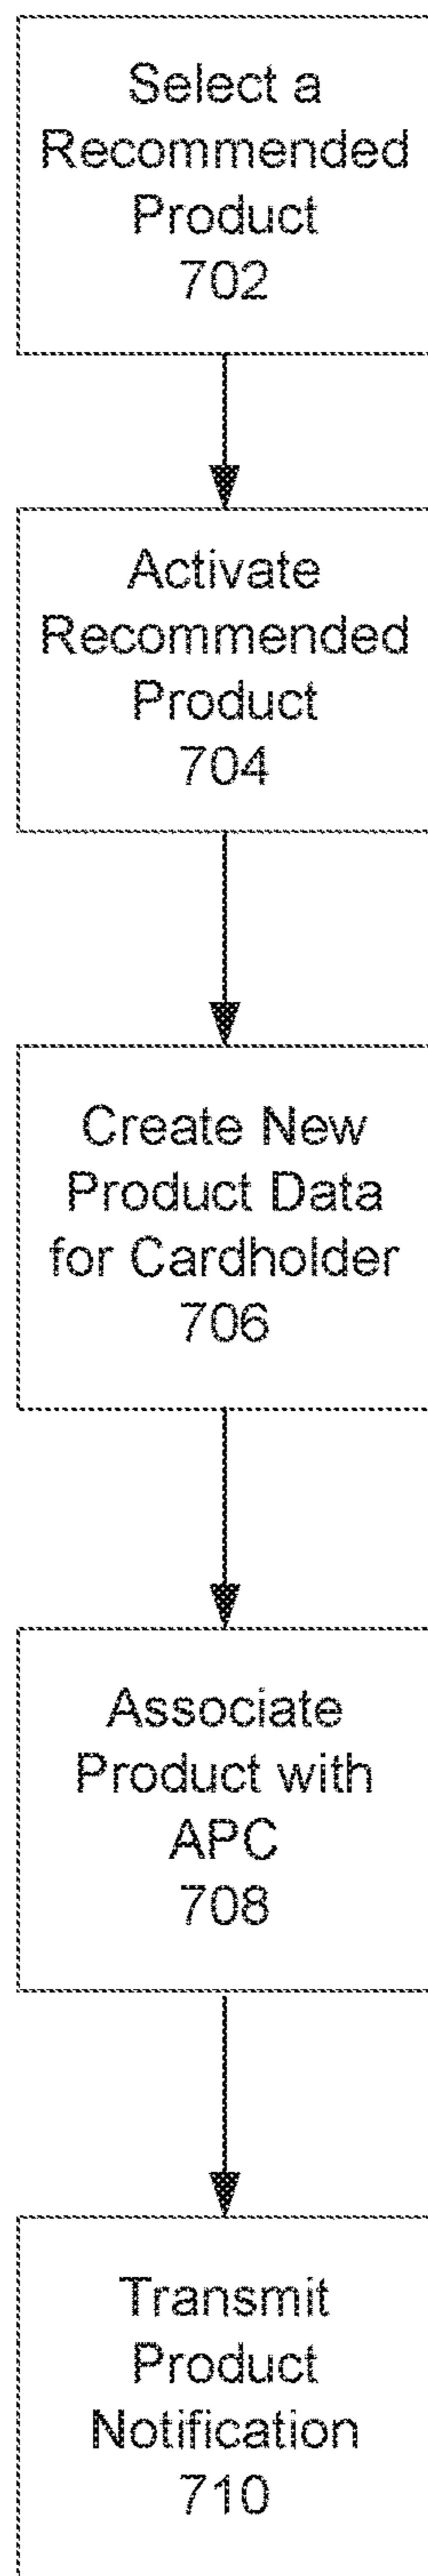 Select a
Recommended
Product
702
Activate
Recommended
Product
704
Create New
Product Data
for Cardholder
706
Associate
Product with
APC
708
Transmit
Product
Notification
710